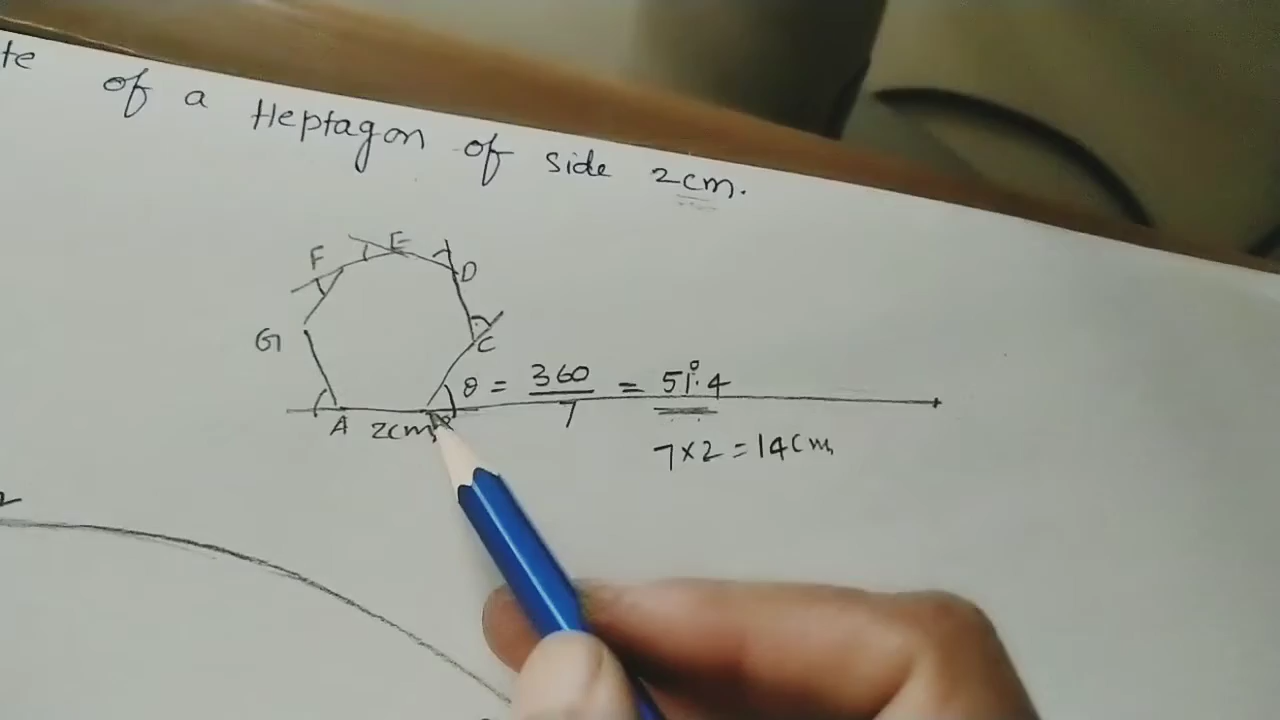 te of a Heptagon of side 2cm.
E
F
D
G
C
θ = 360/7 = 51°.4
A 2cm
7×2 = 14cm